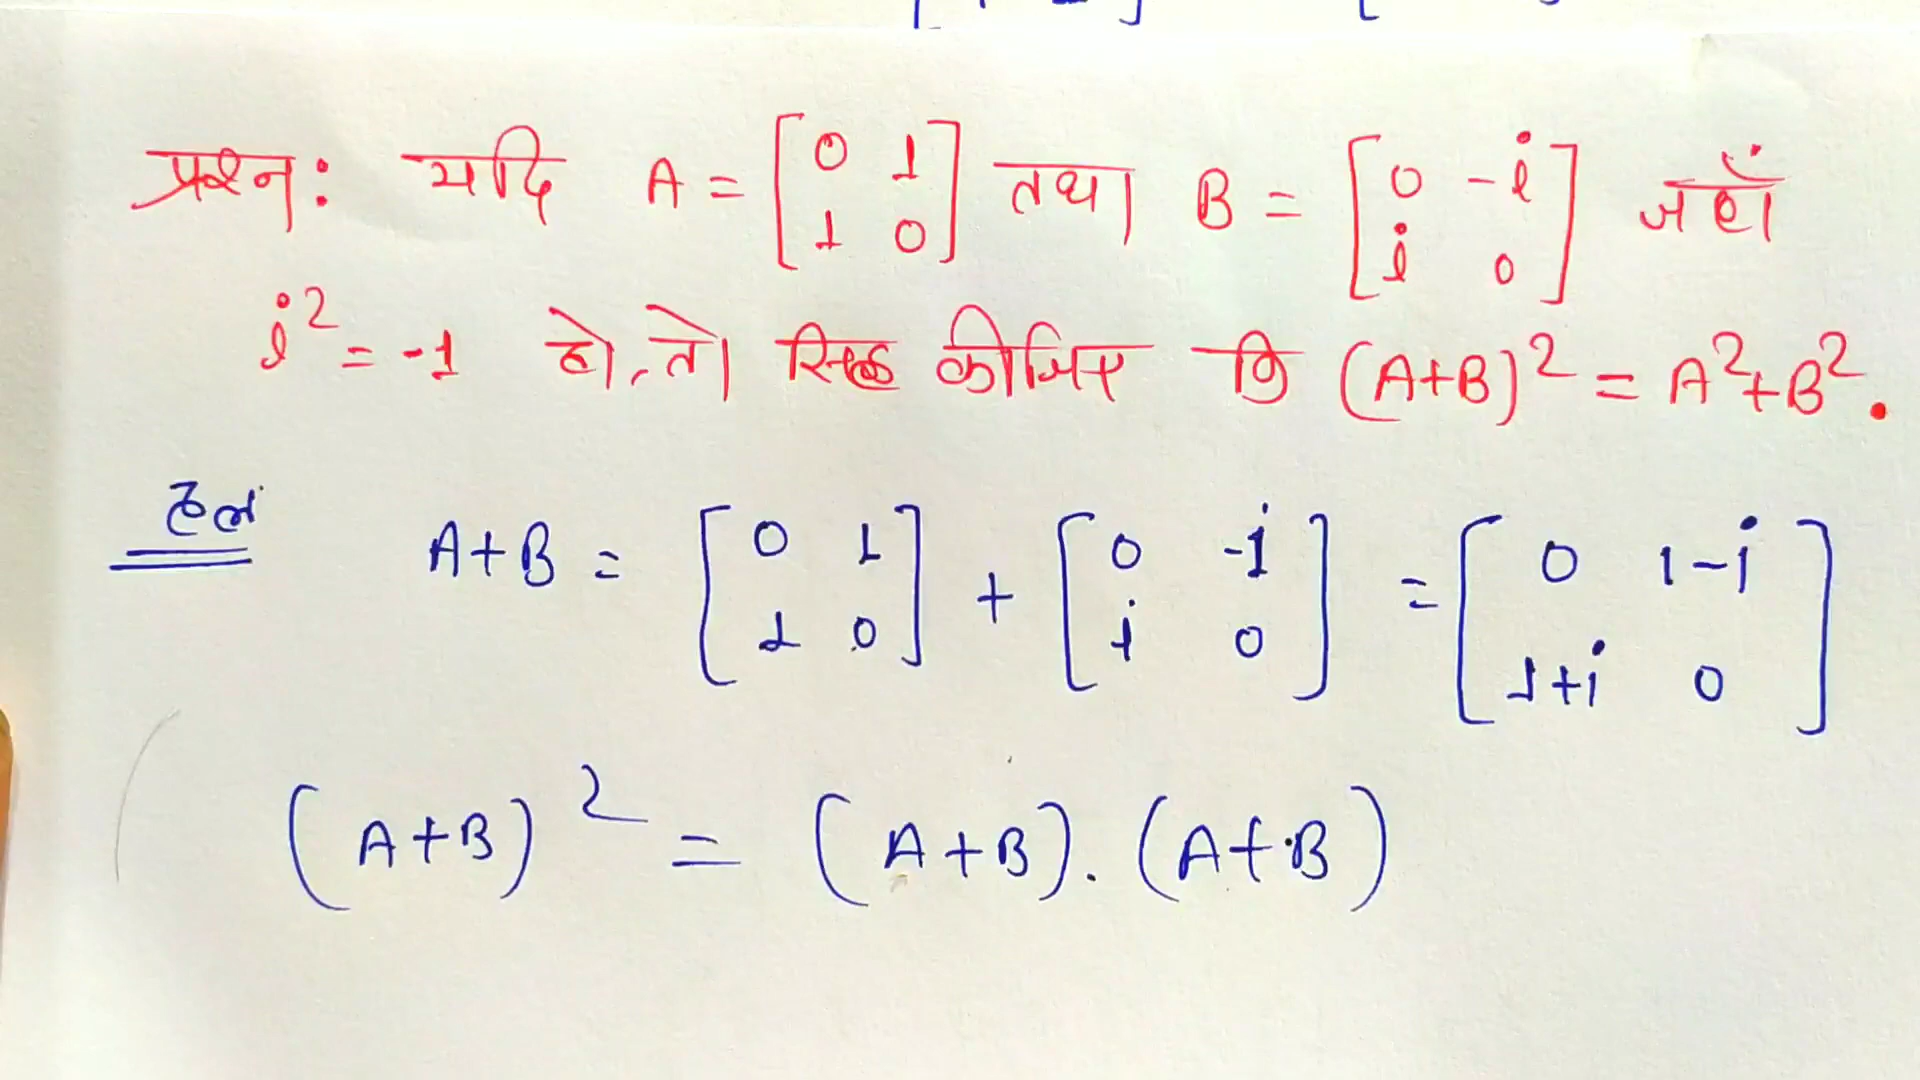 प्रश्न: यदि A = [0 1 1 0] तथा B = [0 -i i 0] जहाँ
i² = -1 हो, तो सिद्ध कीजिए कि (A+B)² = A²+B².
हल A+B = [0 1 1 0] + [0 -i i 0] = [0 1-i 1+i 0]
(A+B)² = (A+B).(A+B)